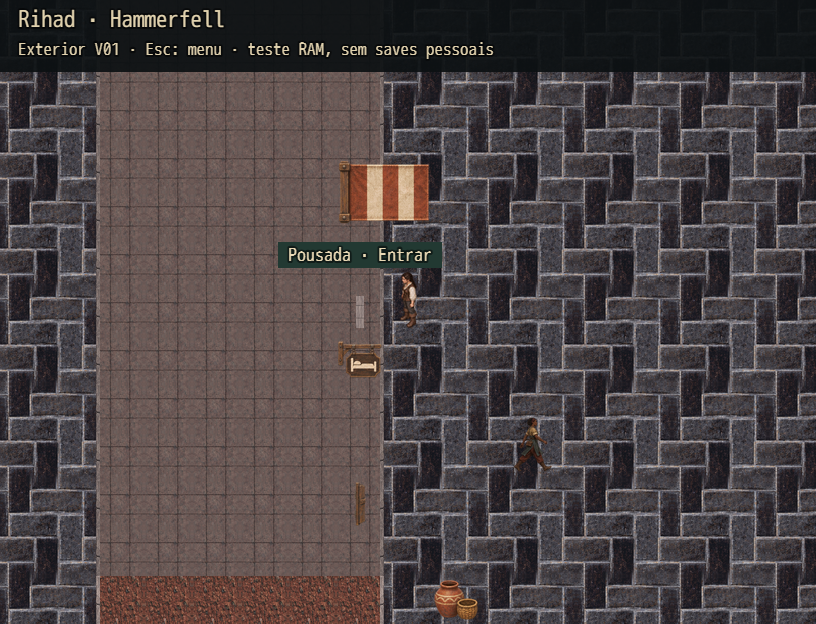 Rihad · Hammerfell
Exterior V01 · Esc: menu · teste RAM, sem saves pessoais
Pousada · Entrar